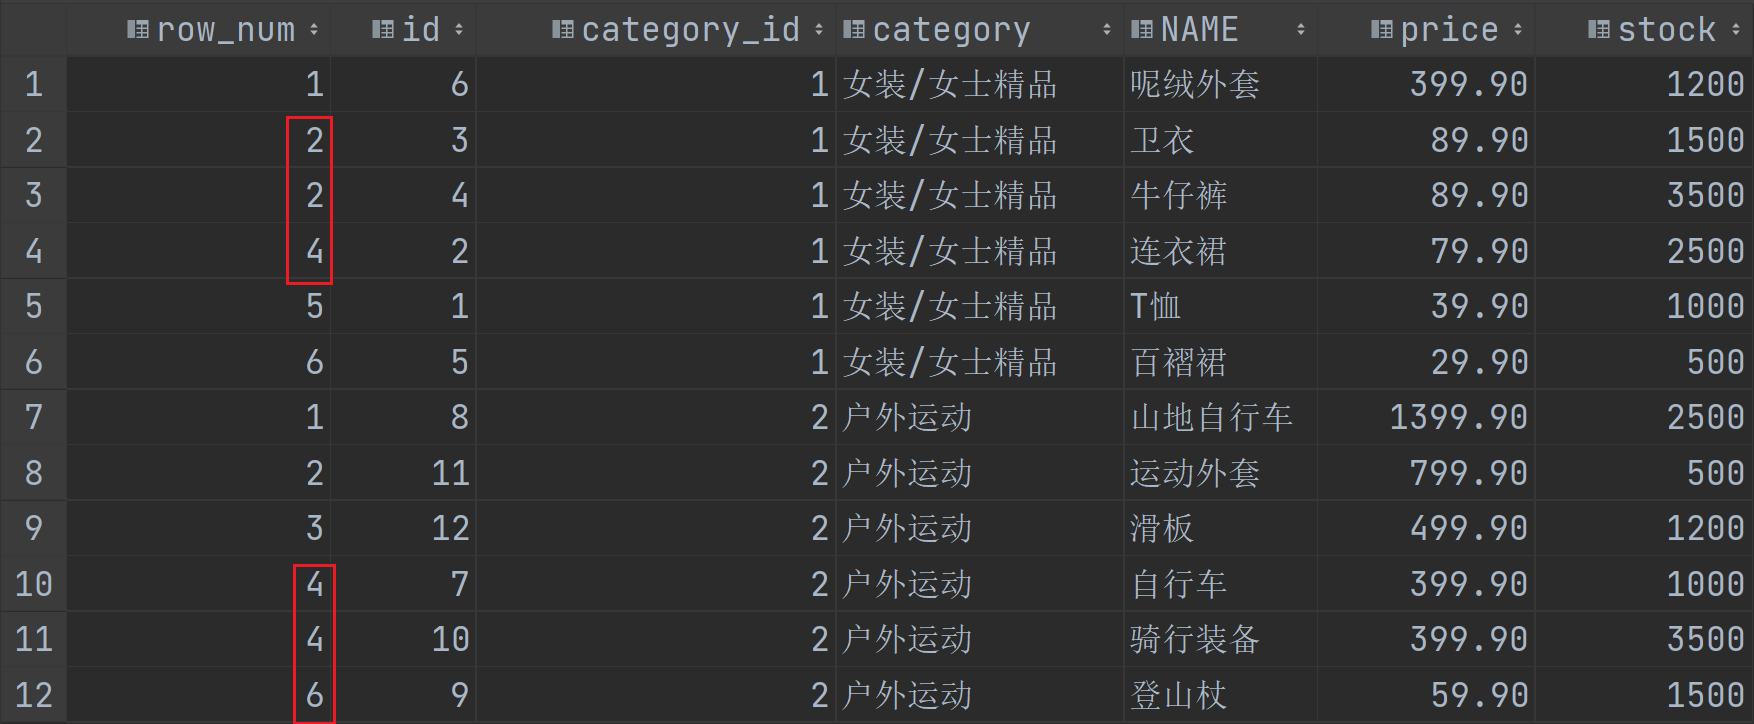 row_num id category_id category NAME price stock
1 1 6 1 女装/女士精品 呢绒外套 399.90 1200
2 2 3 1 女装/女士精品 卫衣 89.90 1500
3 2 4 1 女装/女士精品 牛仔裤 89.90 3500
4 4 2 1 女装/女士精品 连衣裙 79.90 2500
5 5 1 1 女装/女士精品 T恤 39.90 1000
6 6 5 1 女装/女士精品 百褶裙 29.90 500
7 1 8 2 户外运动 山地自行车 1399.90 2500
8 2 11 2 户外运动 运动外套 799.90 500
9 3 12 2 户外运动 滑板 499.90 1200
10 4 7 2 户外运动 自行车 399.90 1000
11 4 10 2 户外运动 骑行装备 399.90 3500
12 6 9 2 户外运动 登山杖 59.90 1500